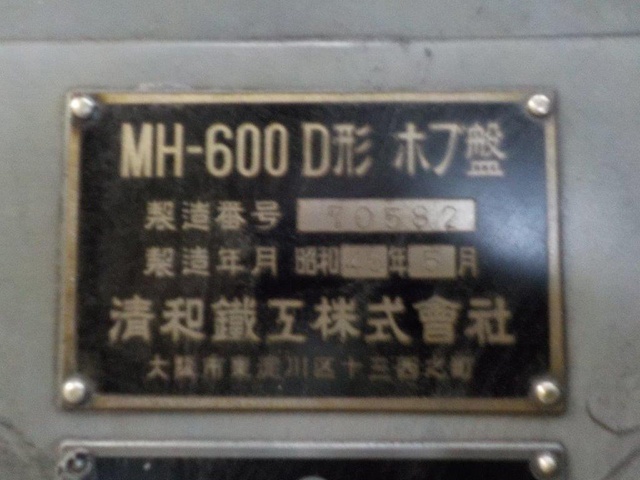 MH-600 D形 ホブ盤
製造番号 70582
製造年月 昭和 年 5 月
清和鐵工株式會社
大阪市東淀川区十三西之町